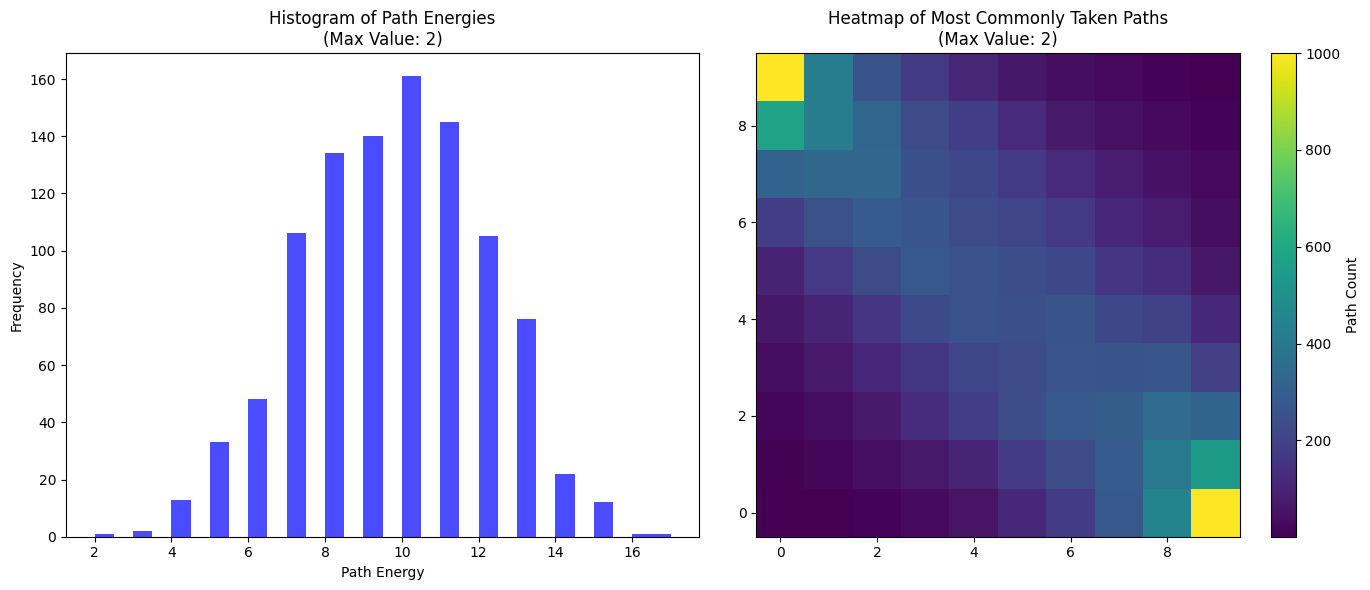 Histogram of Path Energies
(Max Value: 2)
160
140
120
100
80
60
40
20
0
Frequency
2 4 6 8 10 12 14 16
Path Energy
Heatmap of Most Commonly Taken Paths
(Max Value: 2)
8
6
4
2
0
0 2 4 6 8
1000
800
600
400
200
Path Count